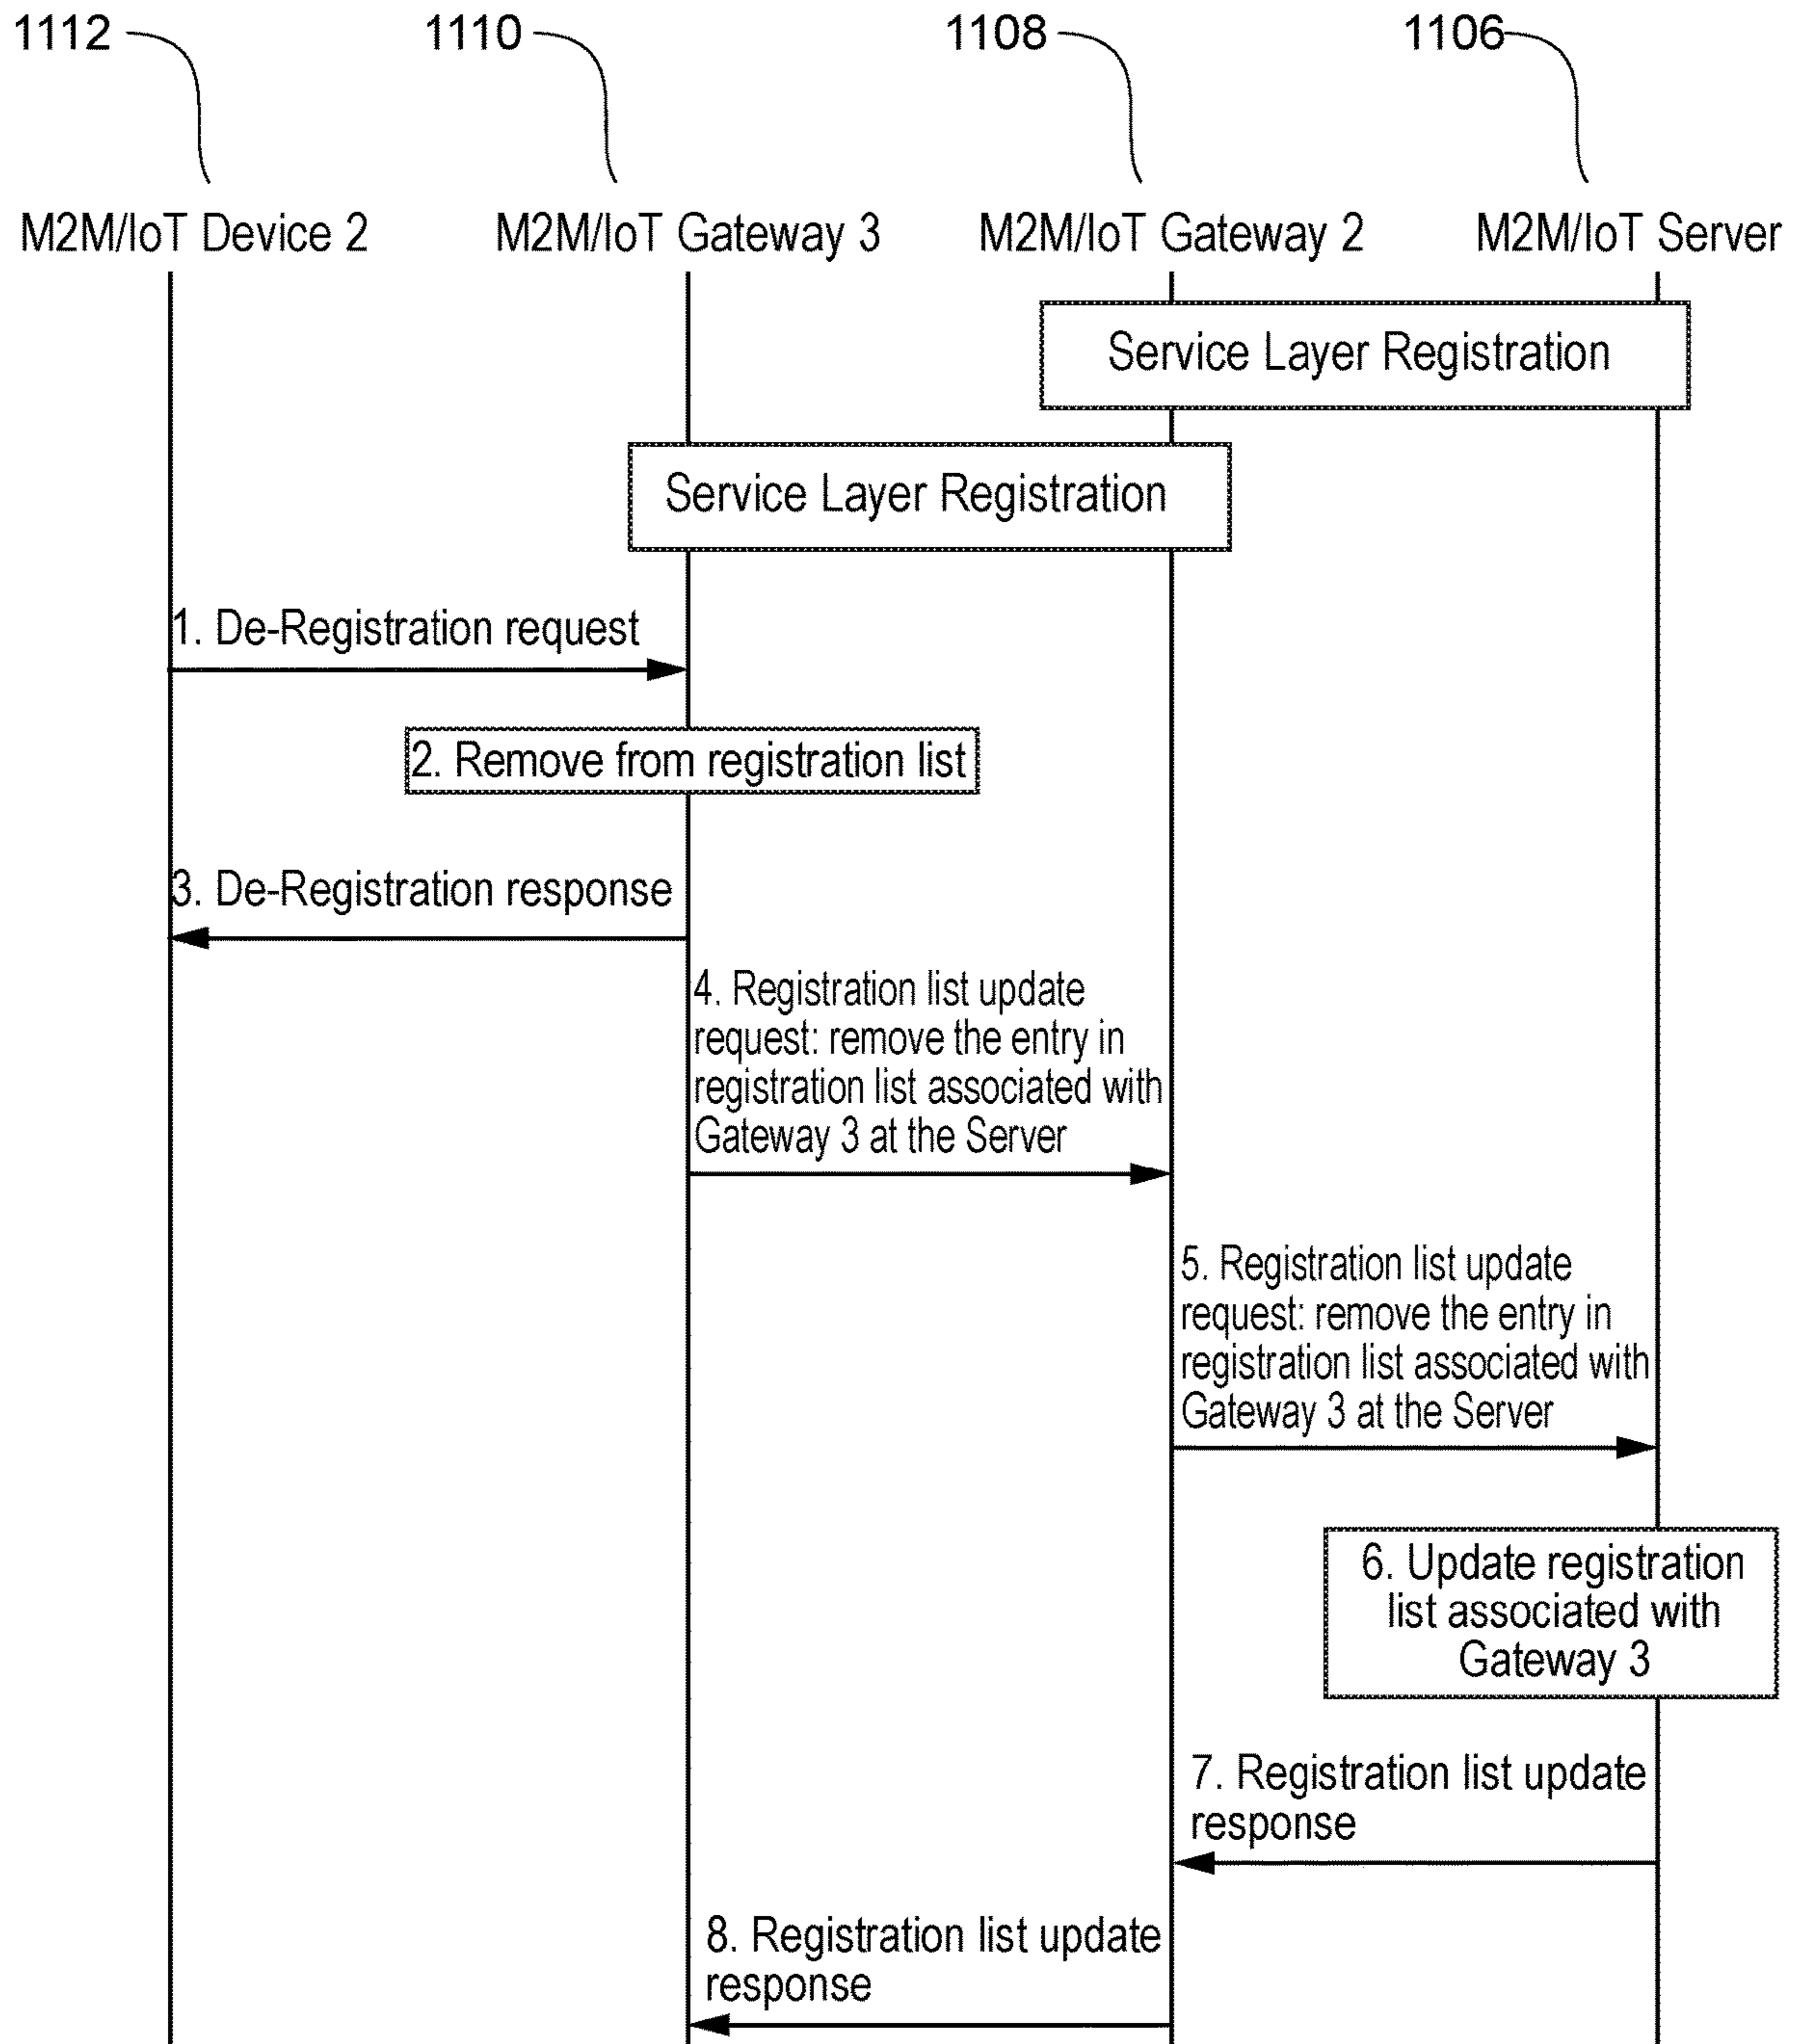 1112
1110
1108
1106
M2M/IoT Device 2
M2M/IoT Gateway 3
M2M/IoT Gateway 2
M2M/IoT Server
Service Layer Registration
Service Layer Registration
1. De-Registration request
2. Remove from registration list
3. De-Registration response
4. Registration list update
request: remove the entry in
registration list associated with
Gateway 3 at the Server
5. Registration list update
request: remove the entry in
registration list associated with
Gateway 3 at the Server
6. Update registration
list associated with
Gateway 3
7. Registration list update
response
8. Registration list update
response